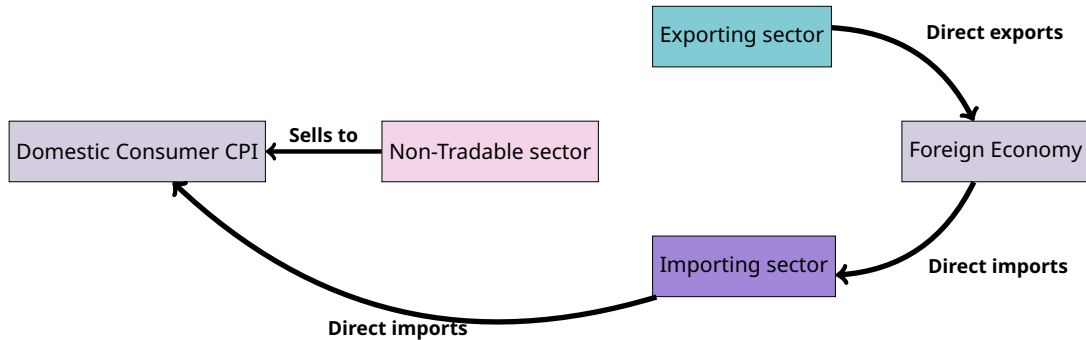 Exporting sector
Direct exports
Domestic Consumer CPI
Sells to
Non-Tradable sector
Foreign Economy
Importing sector
Direct imports
Direct imports